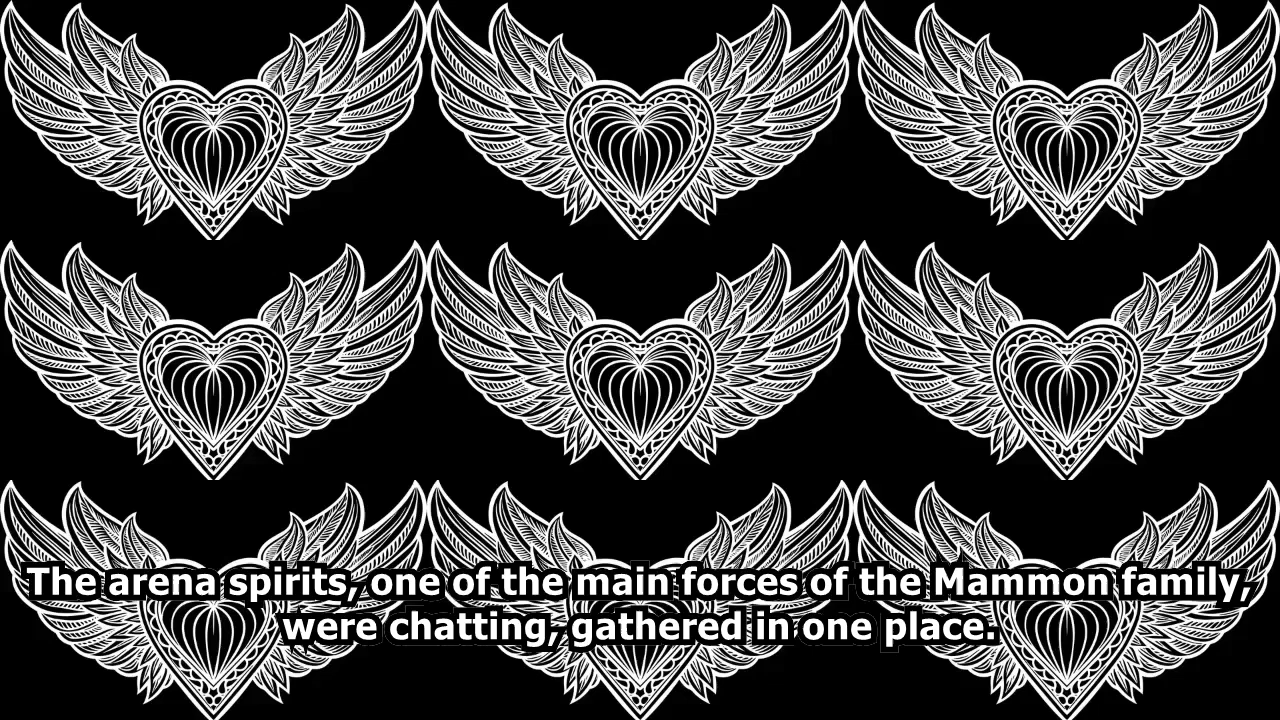 The arena spirits, one of the main forces of the Mammon family,
were chatting, gathered in one place.